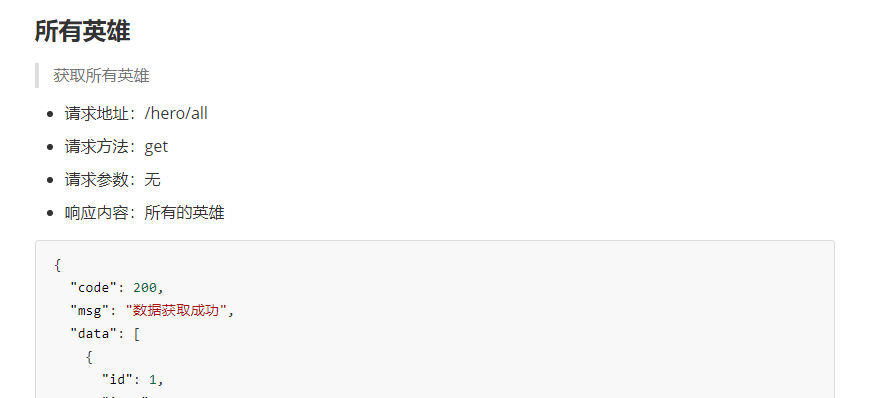 所有英雄
获取所有英雄
请求地址：/hero/all
请求方法：get
请求参数：无
响应内容：所有的英雄
{
"code": 200,
"msg": "数据获取成功",
"data": [
{
"id": 1,